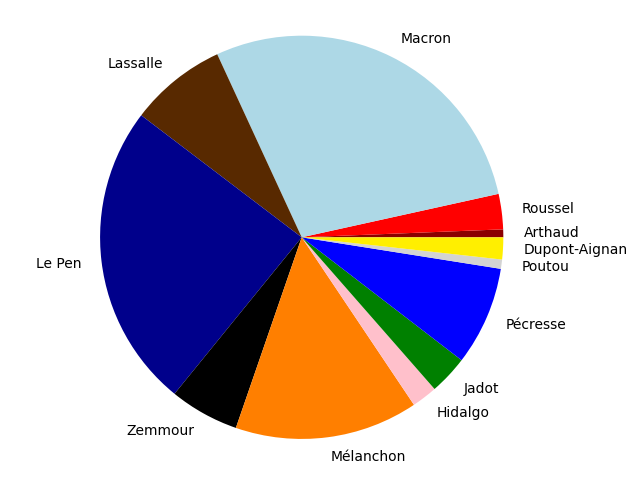 Macron
Lassalle
Roussel
Arthaud
Dupont-Aignan
Le Pen
Poutou
Pécresse
Jadot
Hidalgo
Zemmour
Mélanchon